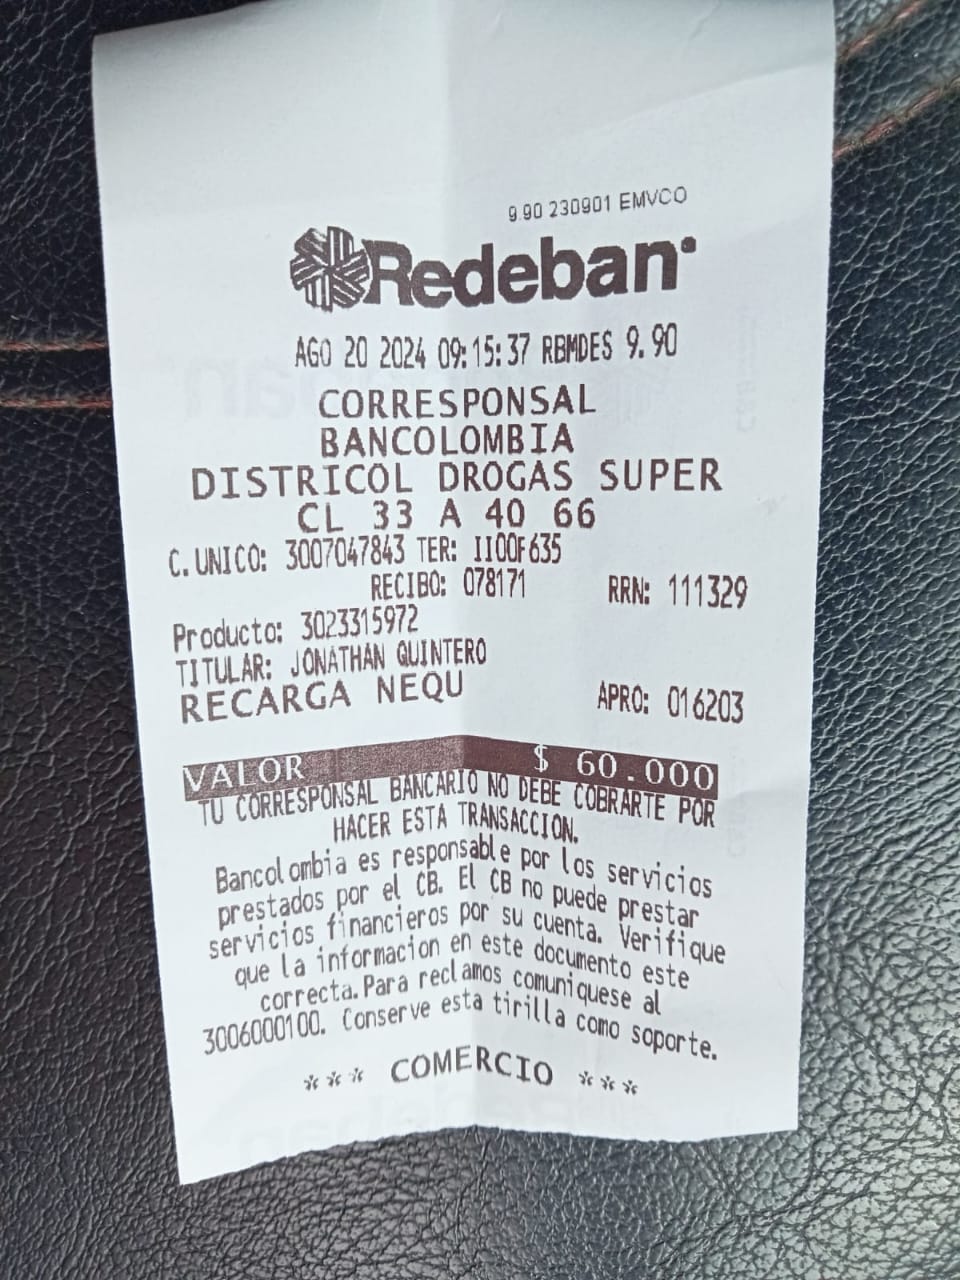 9.90 230901 EMVCO
Redeban
AGO 20 2024 09:15:37 RBMDES 9.90
CORRESPONSAL
BANCOLOMBIA
DISTRICOL DROGAS SUPER
CL 33 A 40 66
C.UNICO: 3007047843 TER: II00F635
RECIBO: 078171 RRN: 111329
Producto: 3023315972
TITULAR: JONATHAN QUINTERO
RECARGA NEQU APRO: 016203
VALOR $ 60.000
TU CORRESPONSAL BANCARIO NO DEBE COBRARTE POR
HACER ESTA TRANSACCION.
Bancolombia es responsable por los servicios
prestados por el CB. El CB no puede prestar
servicios financieros por su cuenta. Verifique
que la informacion en este documento este
correcta.Para reclamos comuniquese al
3006000100. Conserve esta tirilla como soporte.
*** COMERCIO ***